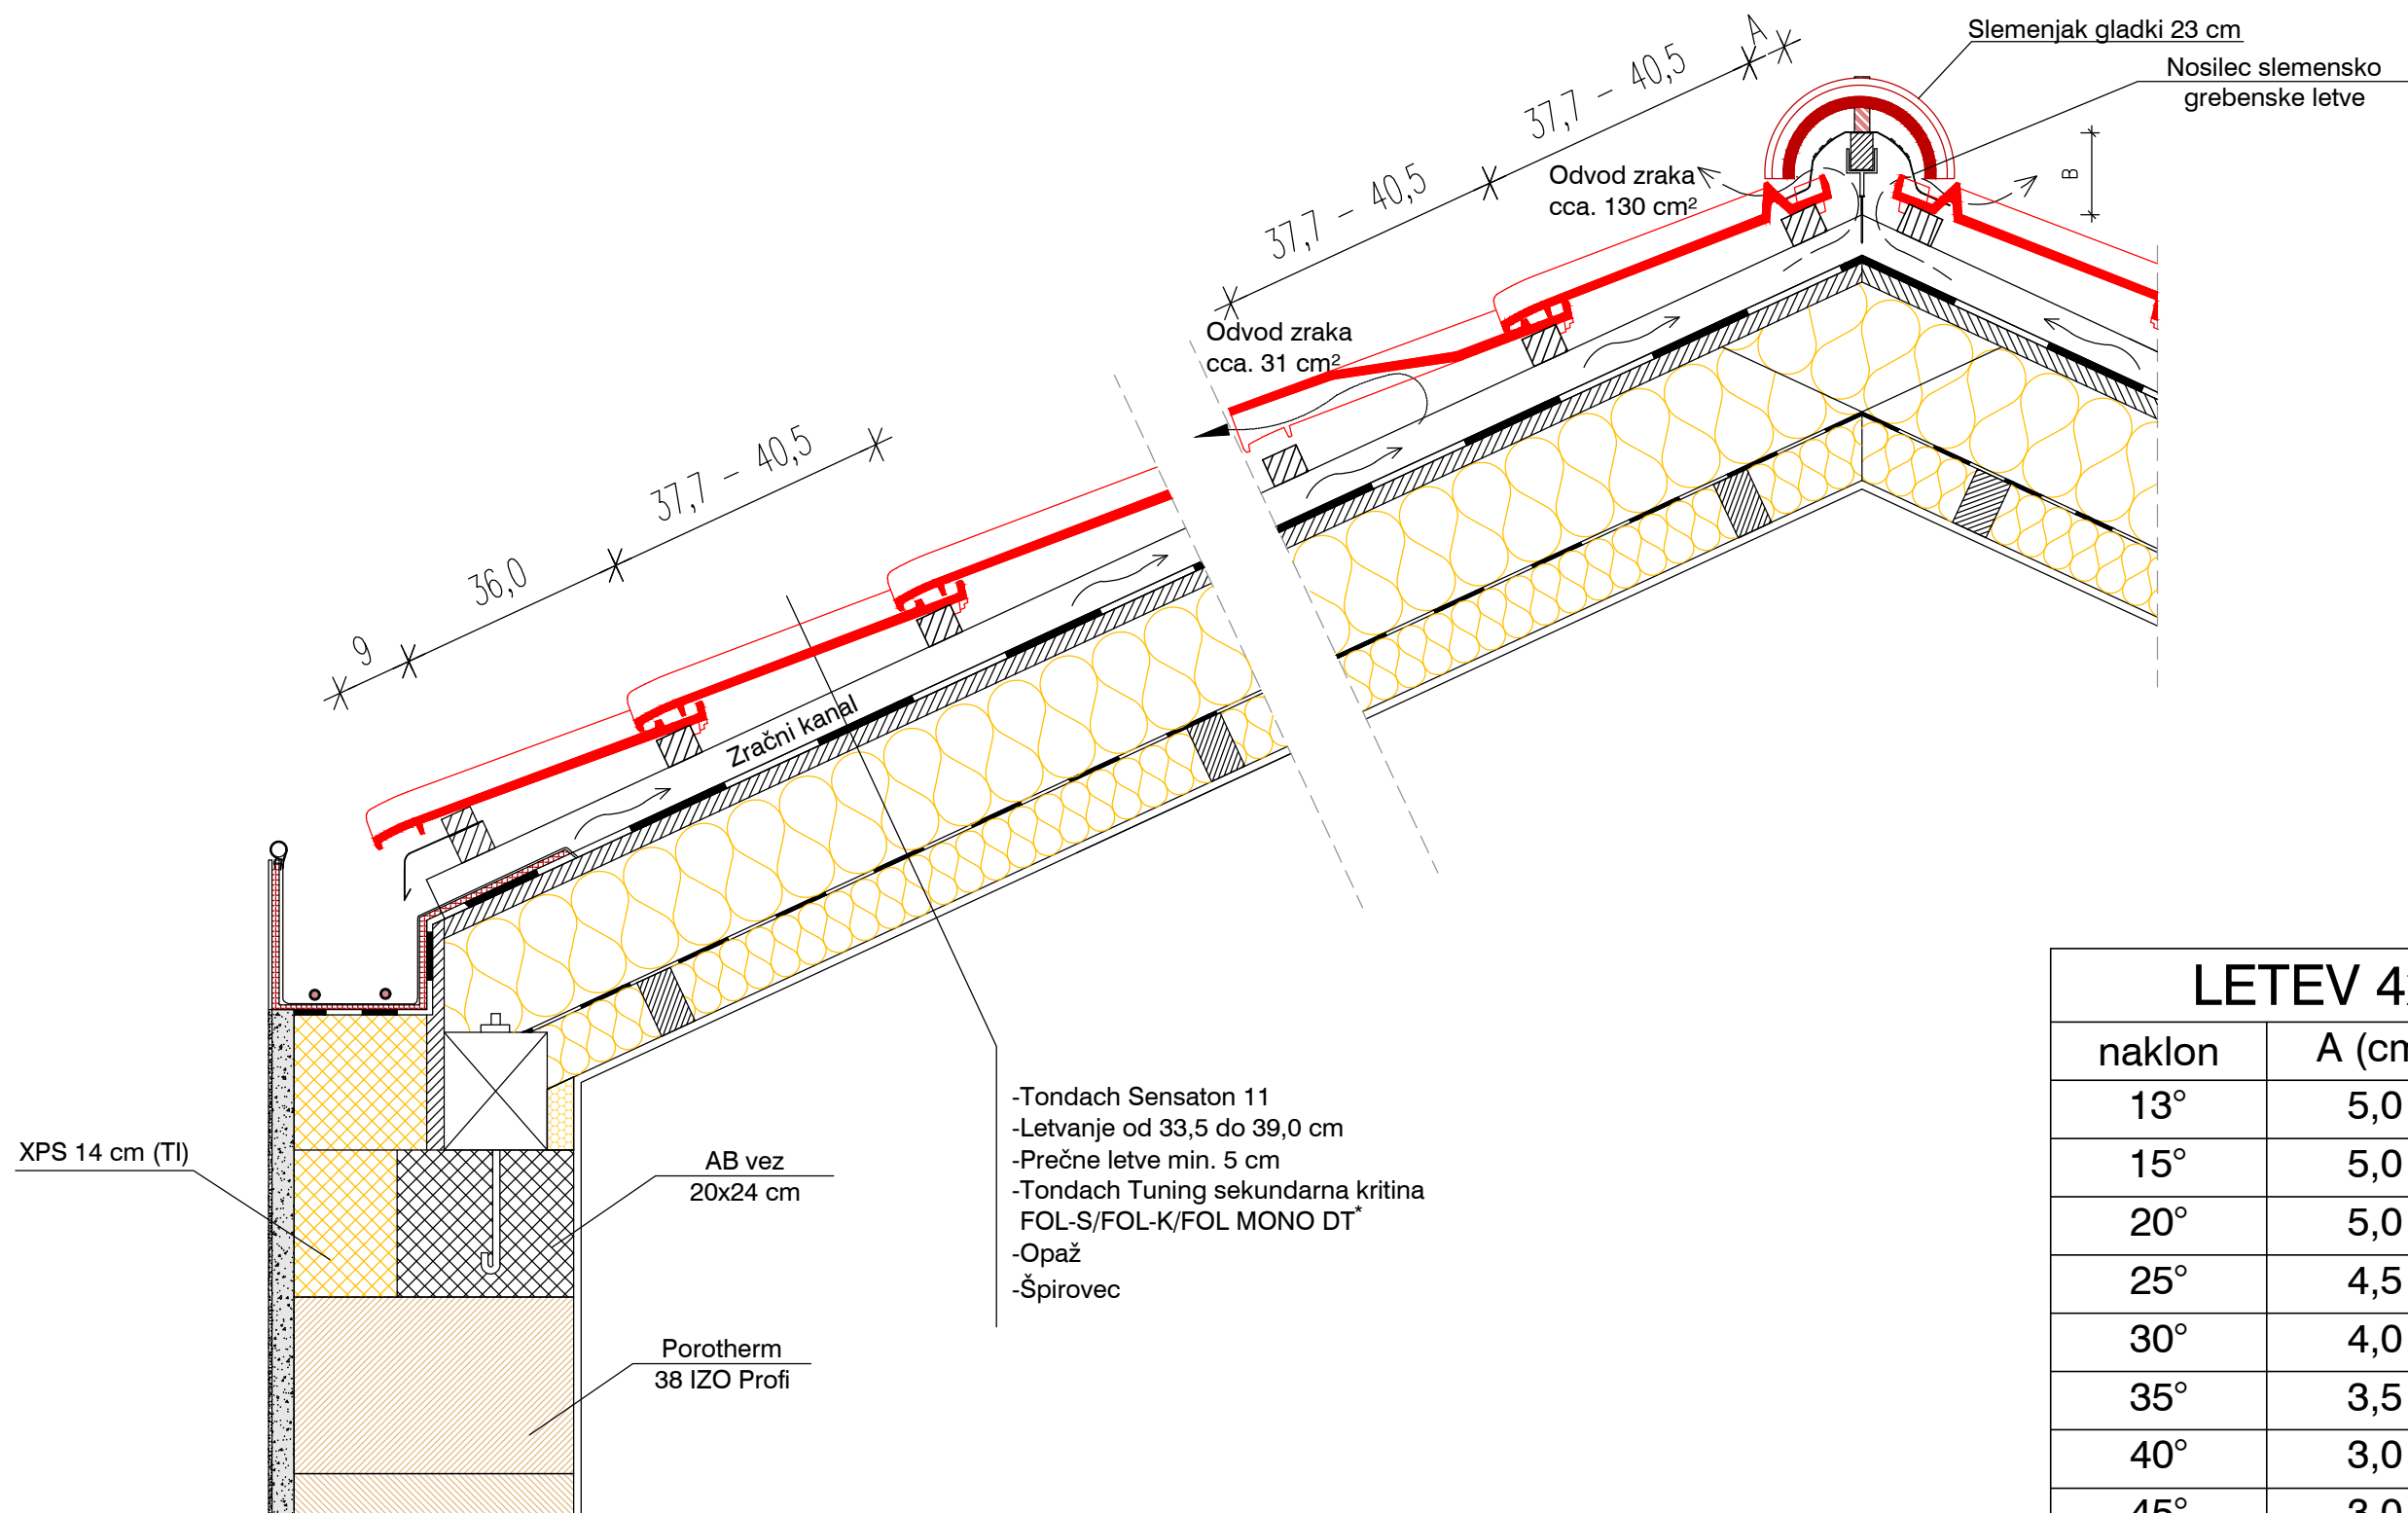 Slemenjak gladki 23 cm
Nosilec slemensko
grebenske letve
A
37,7 - 40,5
37,7 - 40,5
Odvod zraka
cca. 130 cm²
B
Odvod zraka
cca. 31 cm²
37,7 - 40,5
36,0
9
Zračni kanal
XPS 14 cm (TI)
AB vez
20x24 cm
Porotherm
38 IZO Profi
-Tondach Sensaton 11
-Letvanje od 33,5 do 39,0 cm
-Prečne letve min. 5 cm
-Tondach Tuning sekundarna kritina
FOL-S/FOL-K/FOL MONO DT*
-Opaž
-Špirovec
LETEV 4
naklon A (cm
13° 5,0
15° 5,0
20° 5,0
25° 4,5
30° 4,0
35° 3,5
40° 3,0
45° 3,0